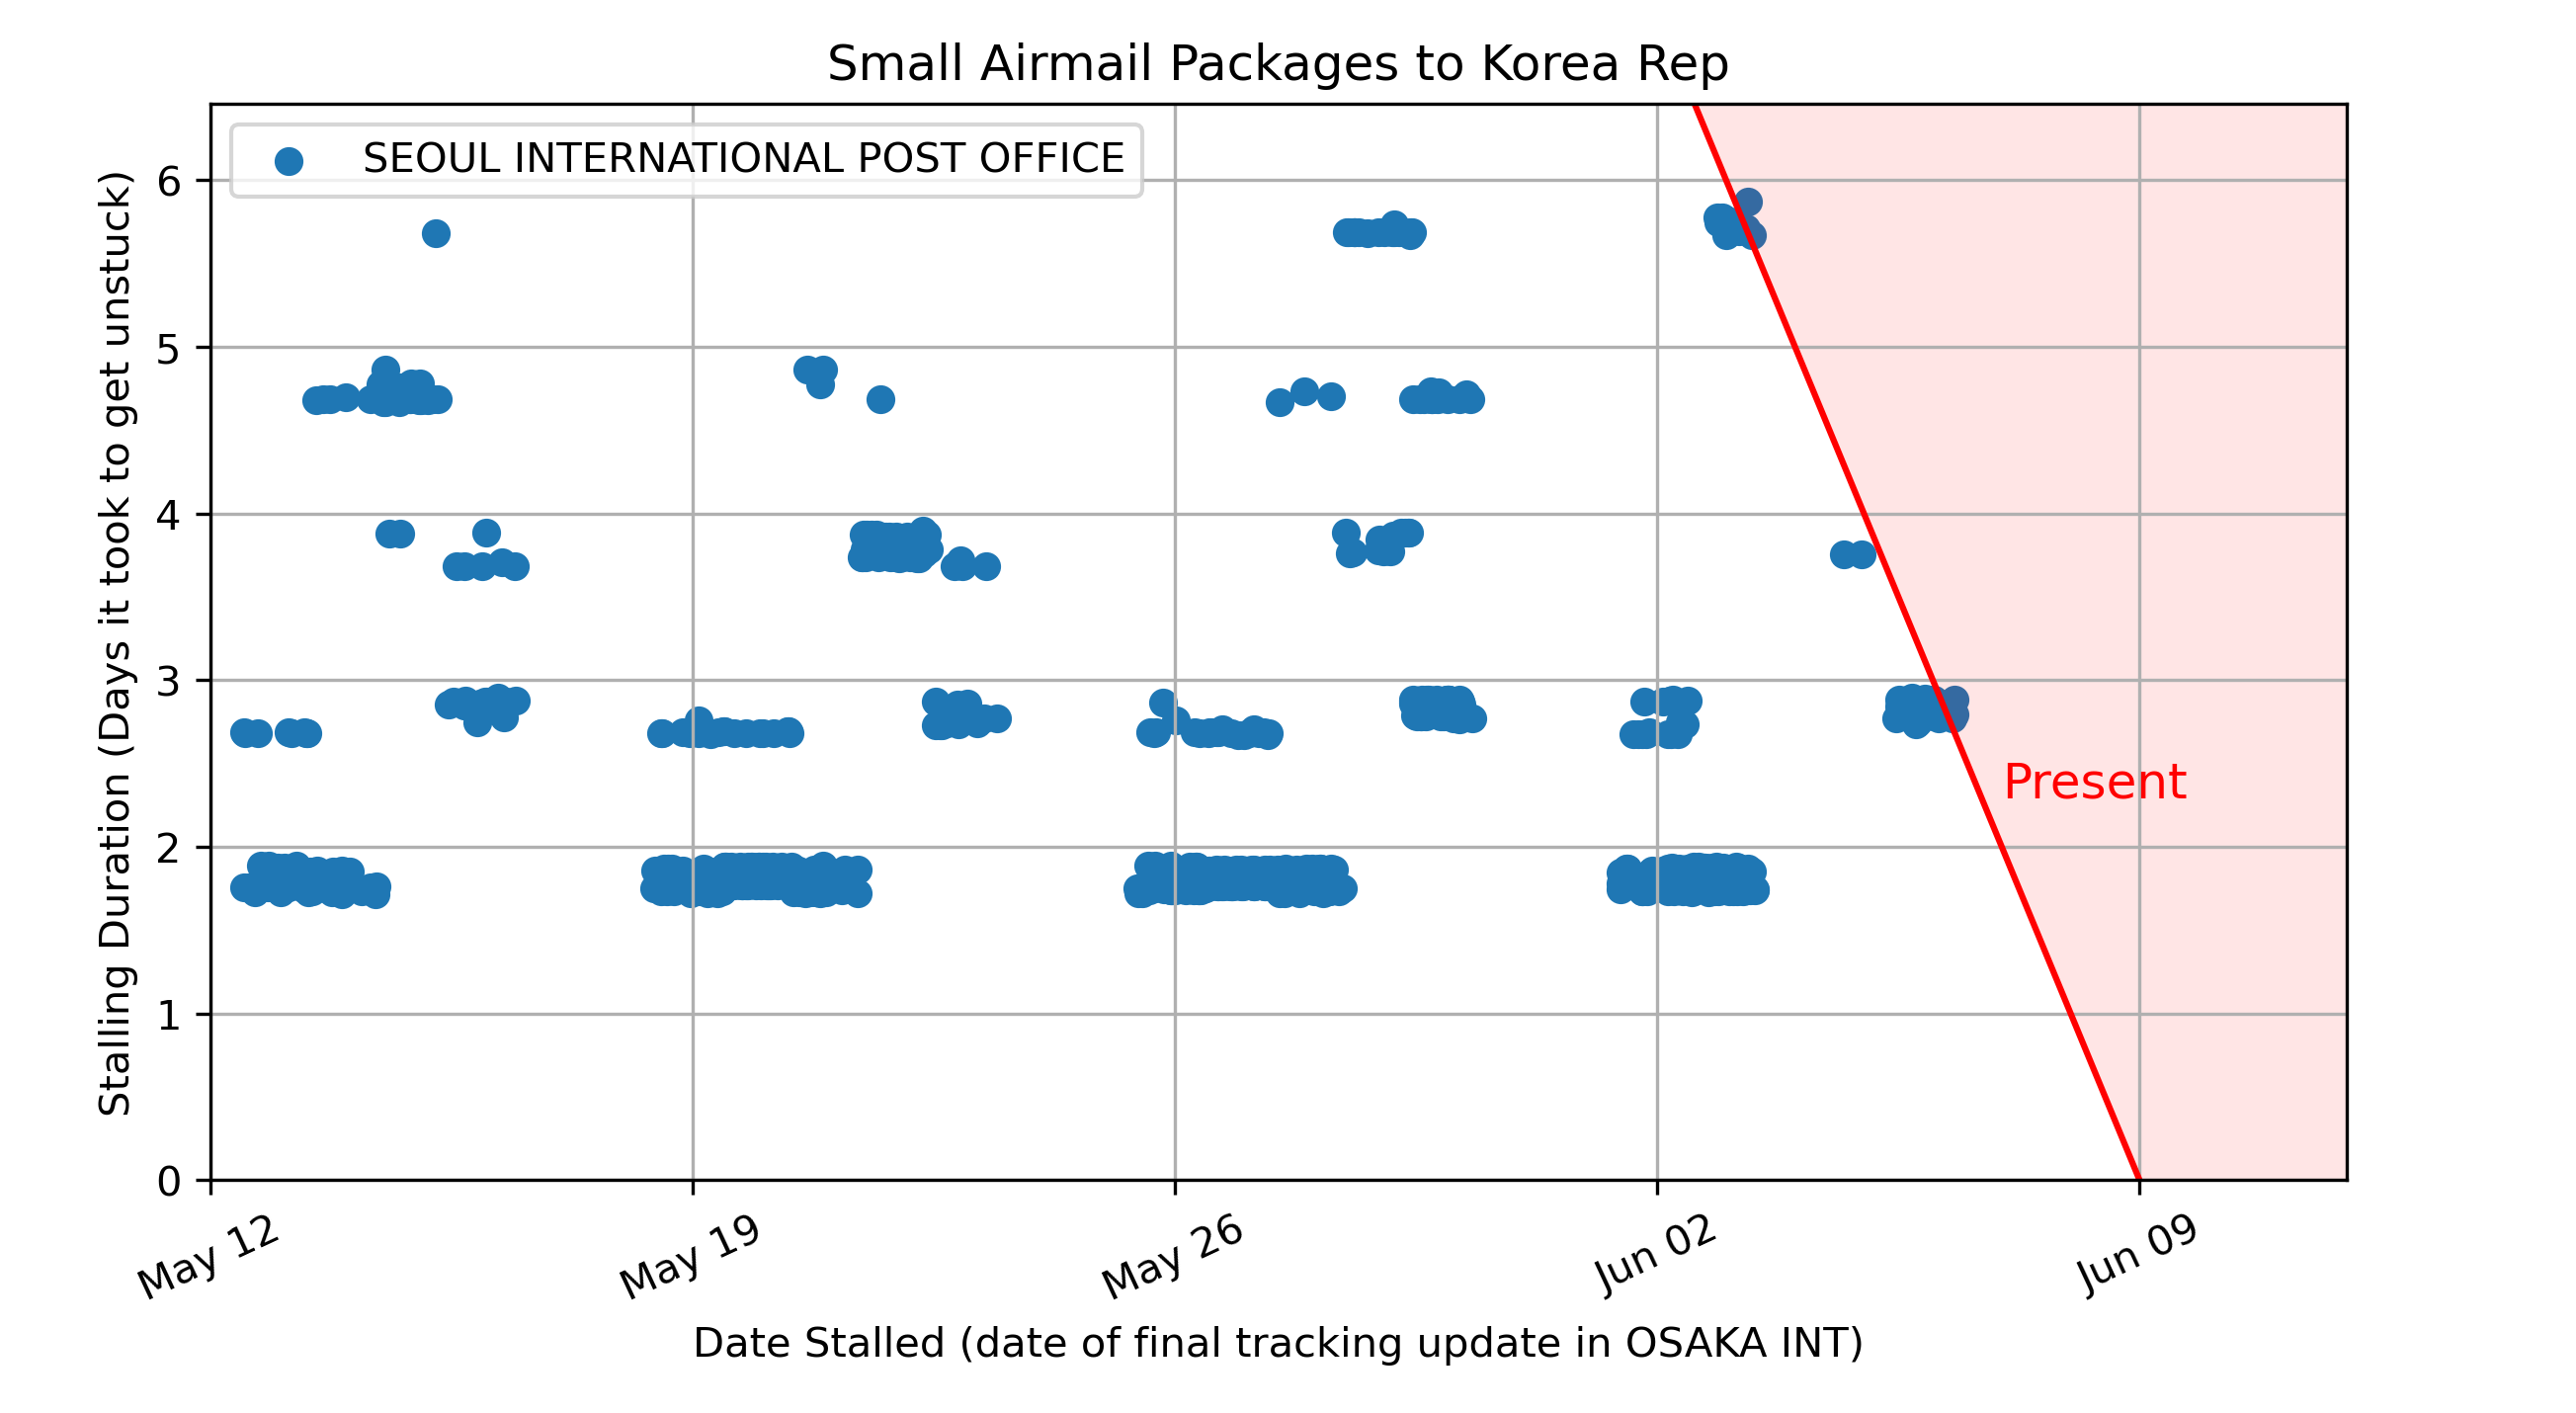 Small Airmail Packages to Korea Rep
SEOUL INTERNATIONAL POST OFFICE
Stalling Duration (Days it took to get unstuck)
6
5
4
3
2
1
0
Present
May 12
May 19
May 26
Jun 02
Jun 09
Date Stalled (date of final tracking update in OSAKA INT)